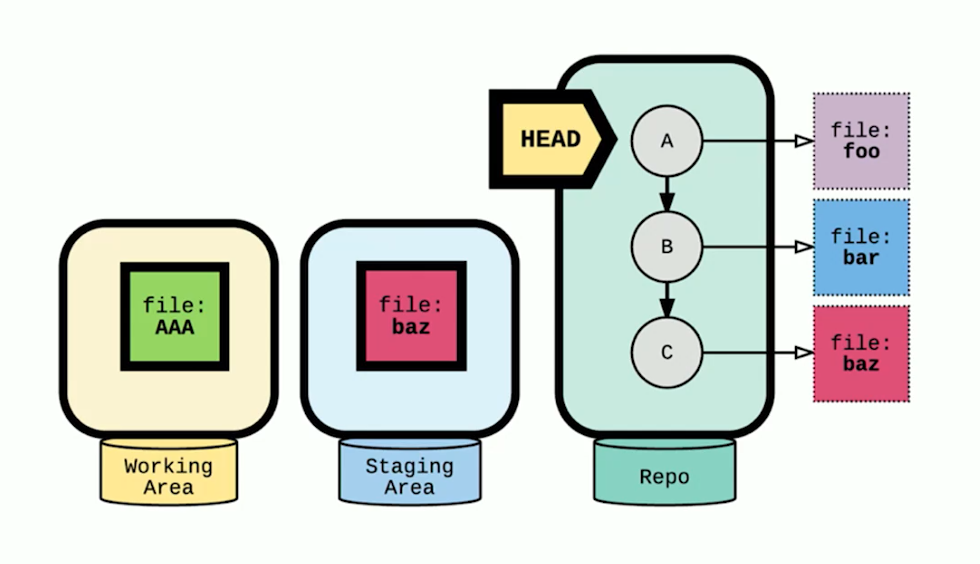 HEAD
A
file:
foo
B
file:
bar
file:
AAA
file:
baz
C
file:
baz
Working
Area
Staging
Area
Repo